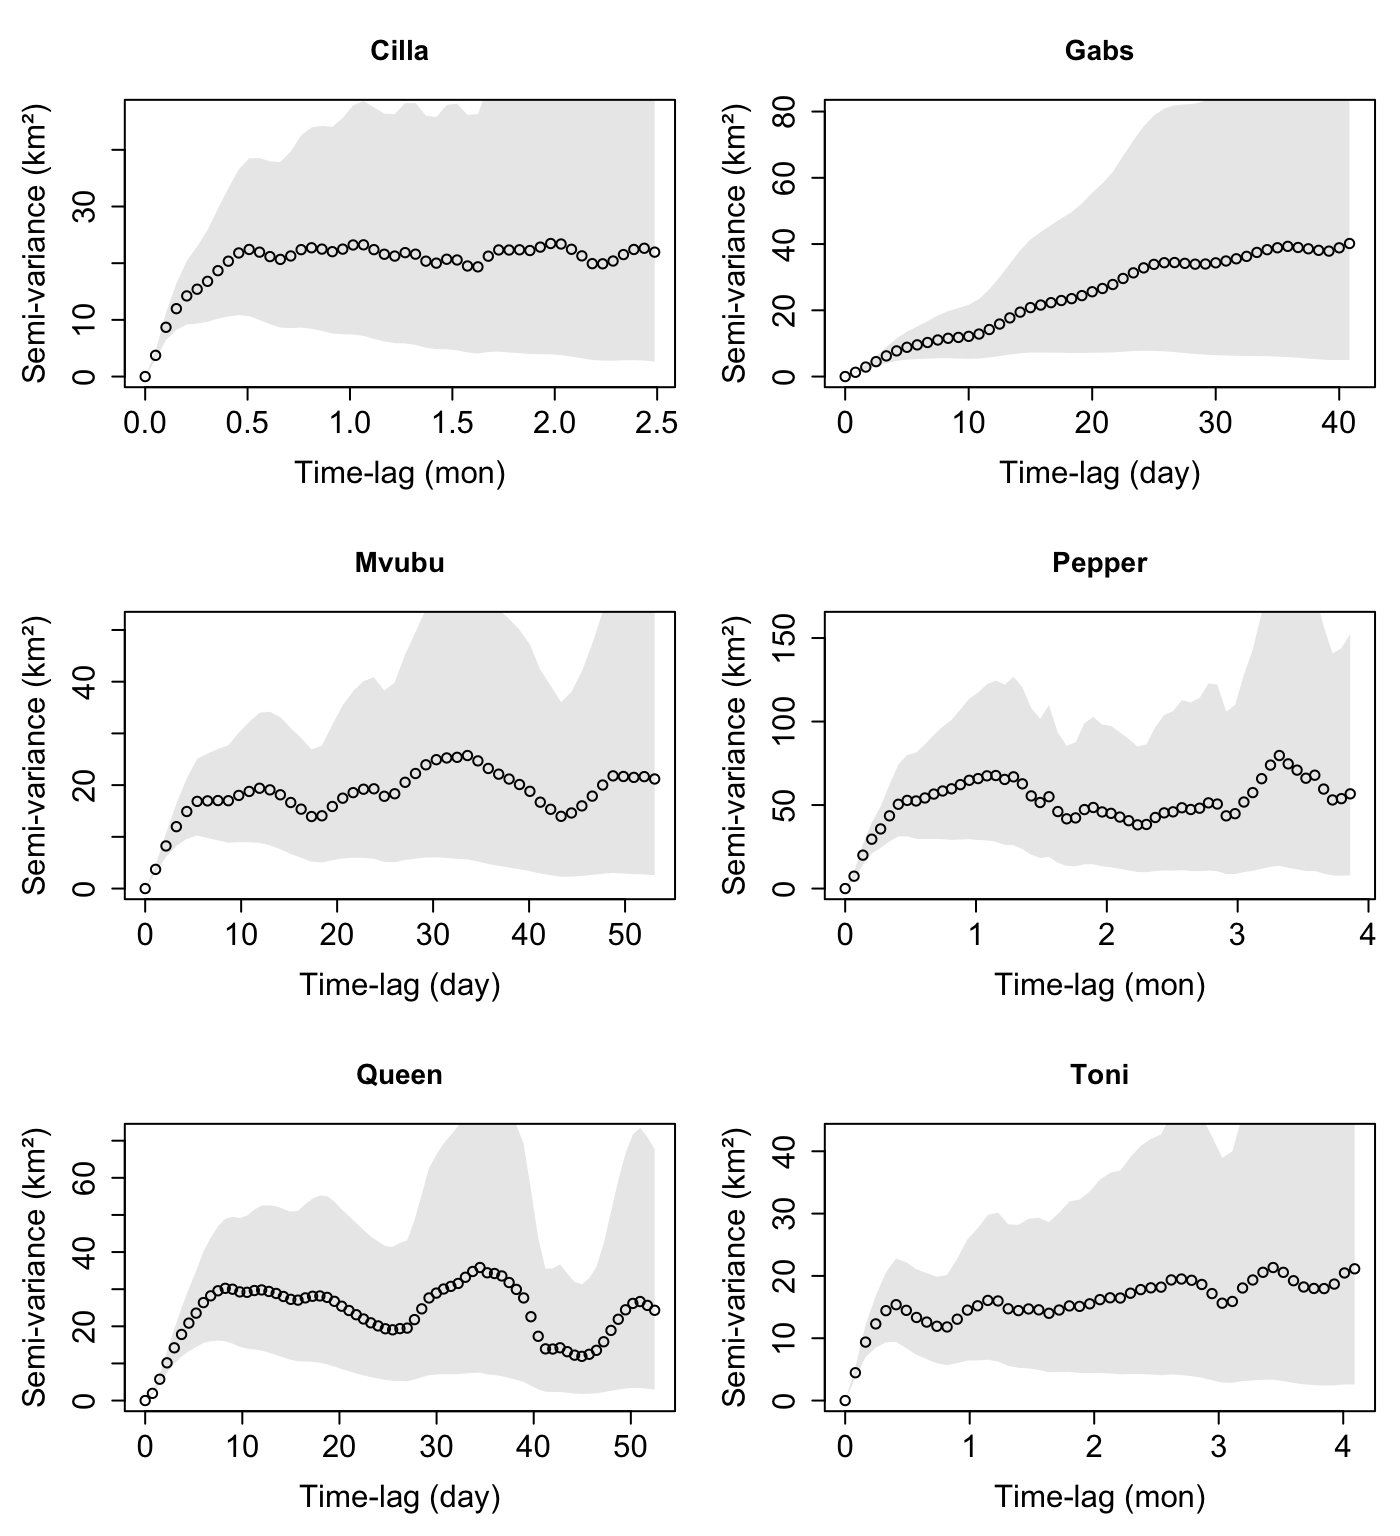 Cilla
Semi-variance (km²)
0 10 30
0.0 0.5 1.0 1.5 2.0 2.5
Time-lag (mon)
Gabs
Semi-variance (km²)
0 20 40 60 80
0 10 20 30 40
Time-lag (day)
Mvubu
Semi-variance (km²)
0 20 40
0 10 20 30 40 50
Time-lag (day)
Pepper
Semi-variance (km²)
0 50 100 150
0 1 2 3 4
Time-lag (mon)
Queen
Semi-variance (km²)
0 20 40 60
0 10 20 30 40 50
Time-lag (day)
Toni
Semi-variance (km²)
0 10 20 30 40
0 1 2 3 4
Time-lag (mon)